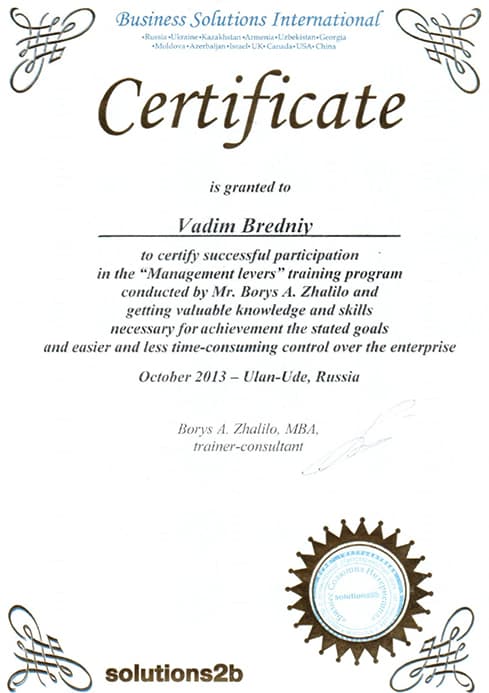 Business Solutions International
•Russia•Ukraine•Kazakhstan•Armenia•Uzbekistan•Georgia
•Moldova•Azerbaijan•Israel•UK•Canada•USA•China
Certificate
is granted to
Vadim Bredniy
to certify successful participation
in the “Management levers” training program
conducted by Mr. Borys A. Zhalilo and
getting valuable knowledge and skills
necessary for achievement the stated goals
and easier and less time-consuming control over the enterprise
October 2013 – Ulan-Ude, Russia
Borys A. Zhalilo, MBA,
trainer-consultant
solutions2b
solutions2b